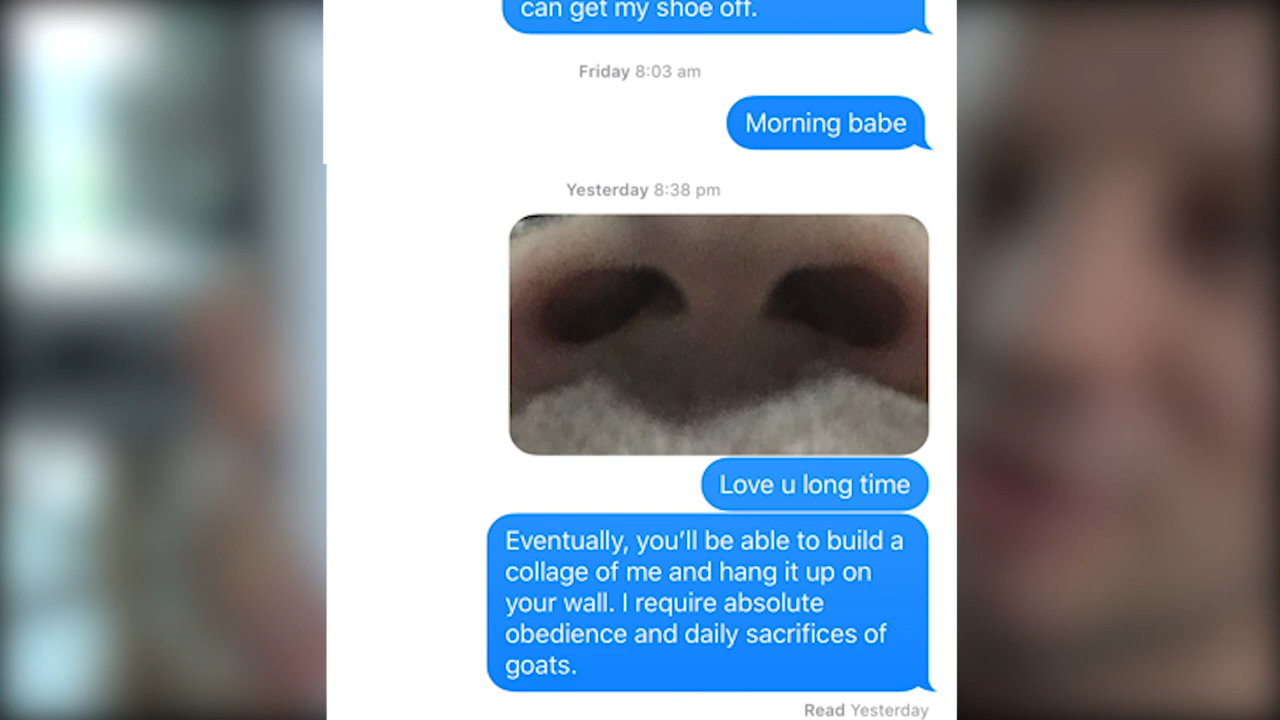 can get my shoe off.
Friday 8:03 am
Morning babe
Yesterday 8:38 pm
Love u long time
Eventually, you’ll be able to build a
collage of me and hang it up on
your wall. I require absolute
obedience and daily sacrifices of
goats.
Read Yesterday